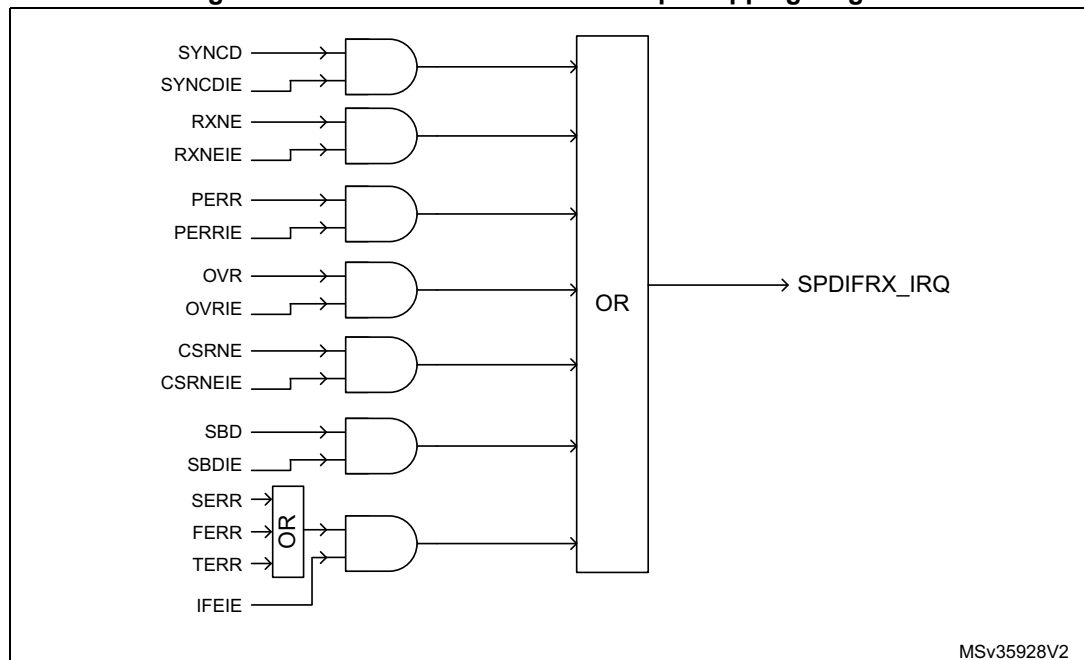 SYNCD
SYNCDIE
RXNE
RXNEIE
PERR
PERRIE
OVR
OVRIE
CSRNE
CSRNEIE
SBD
SBDIE
SERR
FERR
TERR
OR
IFEIE
OR
SPDIFRX_IRQ
MSv35928V2